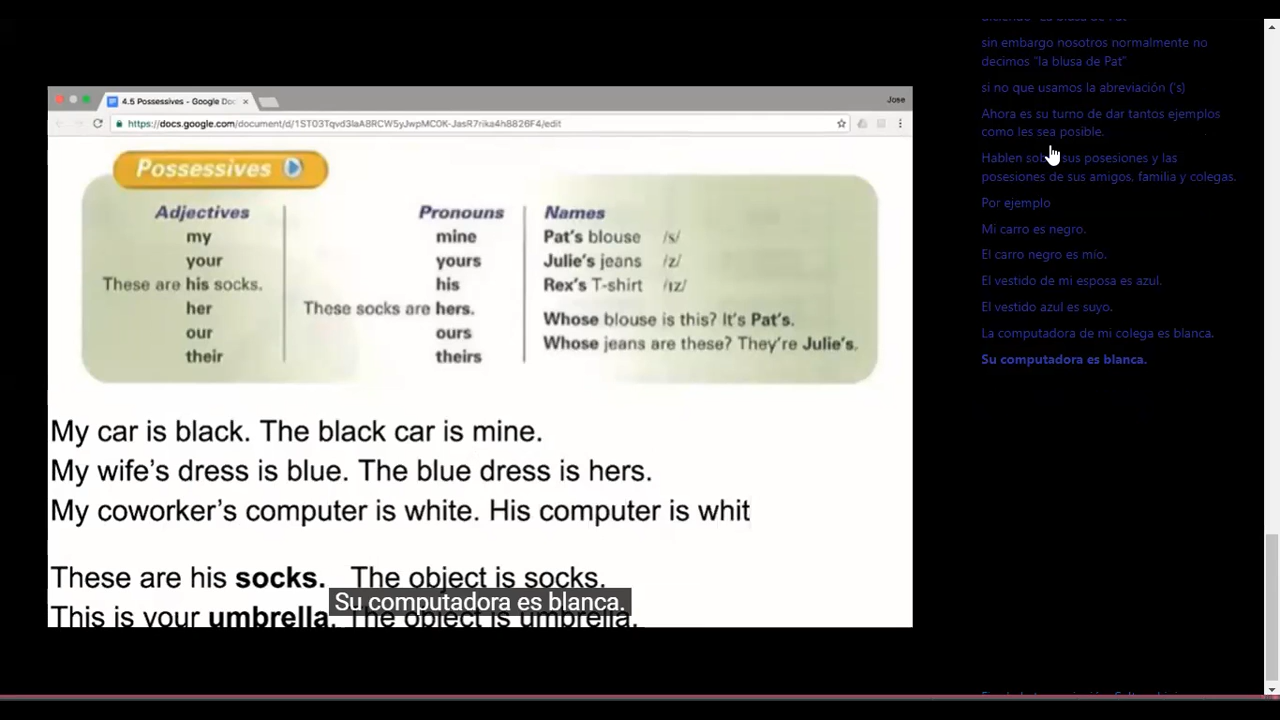 sin embargo nosotros normalmente no
decimos "la blusa de Pat"
si no que usamos la abreviación ('s)
Ahora es su turno de dar tantos ejemplos
como les sea posible.
Hablen sobre sus posesiones y las
posesiones de sus amigos, familia y colegas.
Por ejemplo
Mi carro es negro.
El carro negro es mío.
El vestido de mi esposa es azul.
El vestido azul es suyo.
La computadora de mi colega es blanca.
Su computadora es blanca.
4.5 Possessives - Google Doc
Jose
Possessives
Adjectives
my
your
These are his socks.
her
our
their
Pronouns
mine
yours
his
These socks are hers.
ours
theirs
Names
Pat's blouse /s/
Julie's jeans /z/
Rex's T-shirt /ɪz/
Whose blouse is this? It's Pat's.
Whose jeans are these? They're Julie's.
My car is black. The black car is mine.
My wife's dress is blue. The blue dress is hers.
My coworker's computer is white. His computer is whit
These are his socks. The object is socks.
This is your umbrella. The object is umbrella.
Su computadora es blanca.